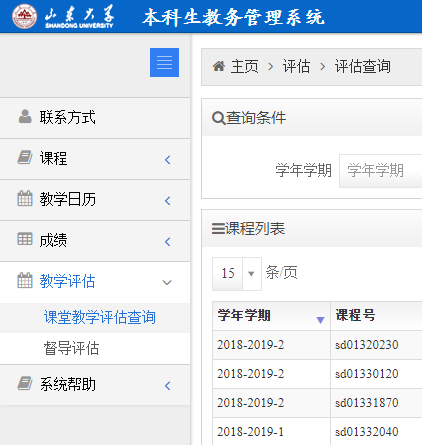 山东大学
SHANDONG UNIVERSITY
本科生教务管理系统
主页 > 评估 > 评估查询
联系方式
课程
教学日历
成绩
教学评估
课堂教学评估查询
督导评估
系统帮助
查询条件
学年学期 学年学期
课程列表
15 条/页
学年学期 课程号
2018-2019-2 sd01320230
2018-2019-2 sd01330120
2018-2019-2 sd01331870
2018-2019-1 sd01332040